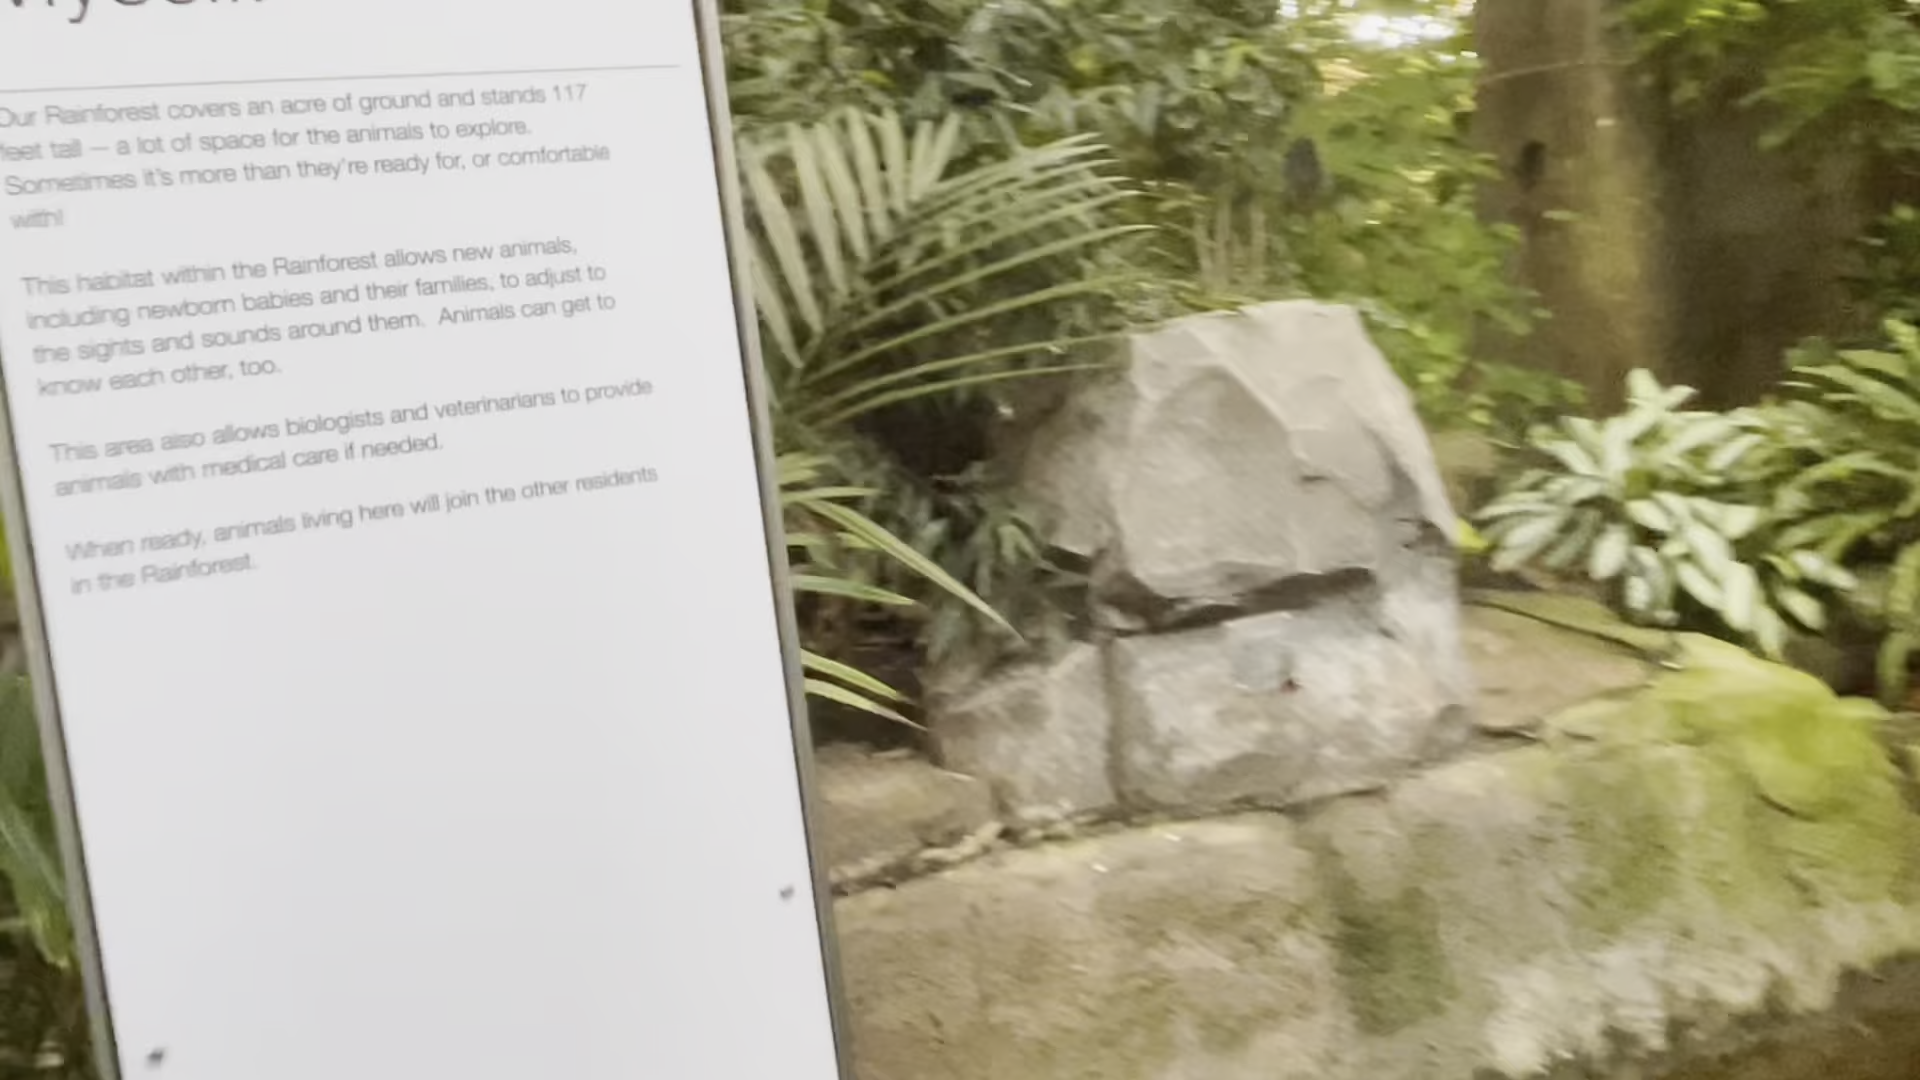 Our Rainforest covers an acre of ground and stands 117
feet tall — a lot of space for the animals to explore.
Sometimes it's more than they're ready for, or comfortable
with!
This habitat within the Rainforest allows new animals,
including newborn babies and their families, to adjust to
the sights and sounds around them. Animals can get to
know each other, too.
This area also allows biologists and veterinarians to provide
animals with medical care if needed.
When ready, animals living here will join the other residents
in the Rainforest.